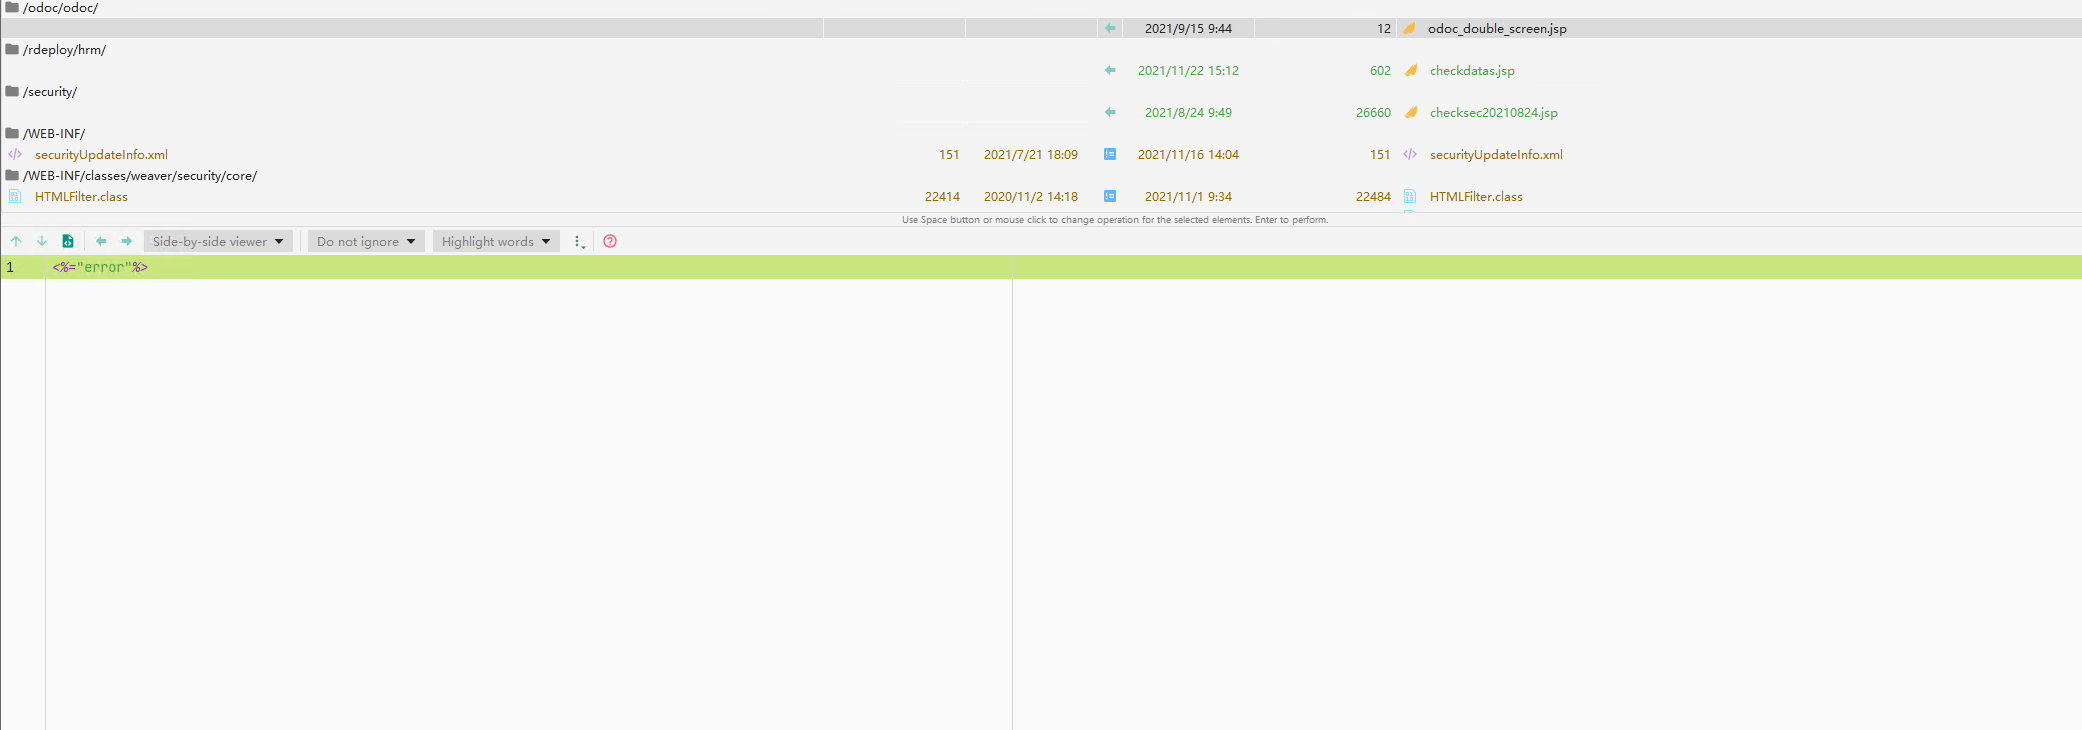 /odoc/odoc/
2021/9/15 9:44 12 odoc_double_screen.jsp
/rdeploy/hrm/
2021/11/22 15:12 602 checkdatas.jsp
/security/
2021/8/24 9:49 26660 checksec20210824.jsp
/WEB-INF/
securityUpdateInfo.xml 151 2021/7/21 18:09 2021/11/16 14:04 151 securityUpdateInfo.xml
/WEB-INF/classes/weaver/security/core/
HTMLFilter.class 22414 2020/11/2 14:18 2021/11/1 9:34 22484 HTMLFilter.class
Use Space button or mouse click to change operation for the selected elements. Enter to perform.
Side-by-side viewer Do not ignore Highlight words
1 <%="error"%>